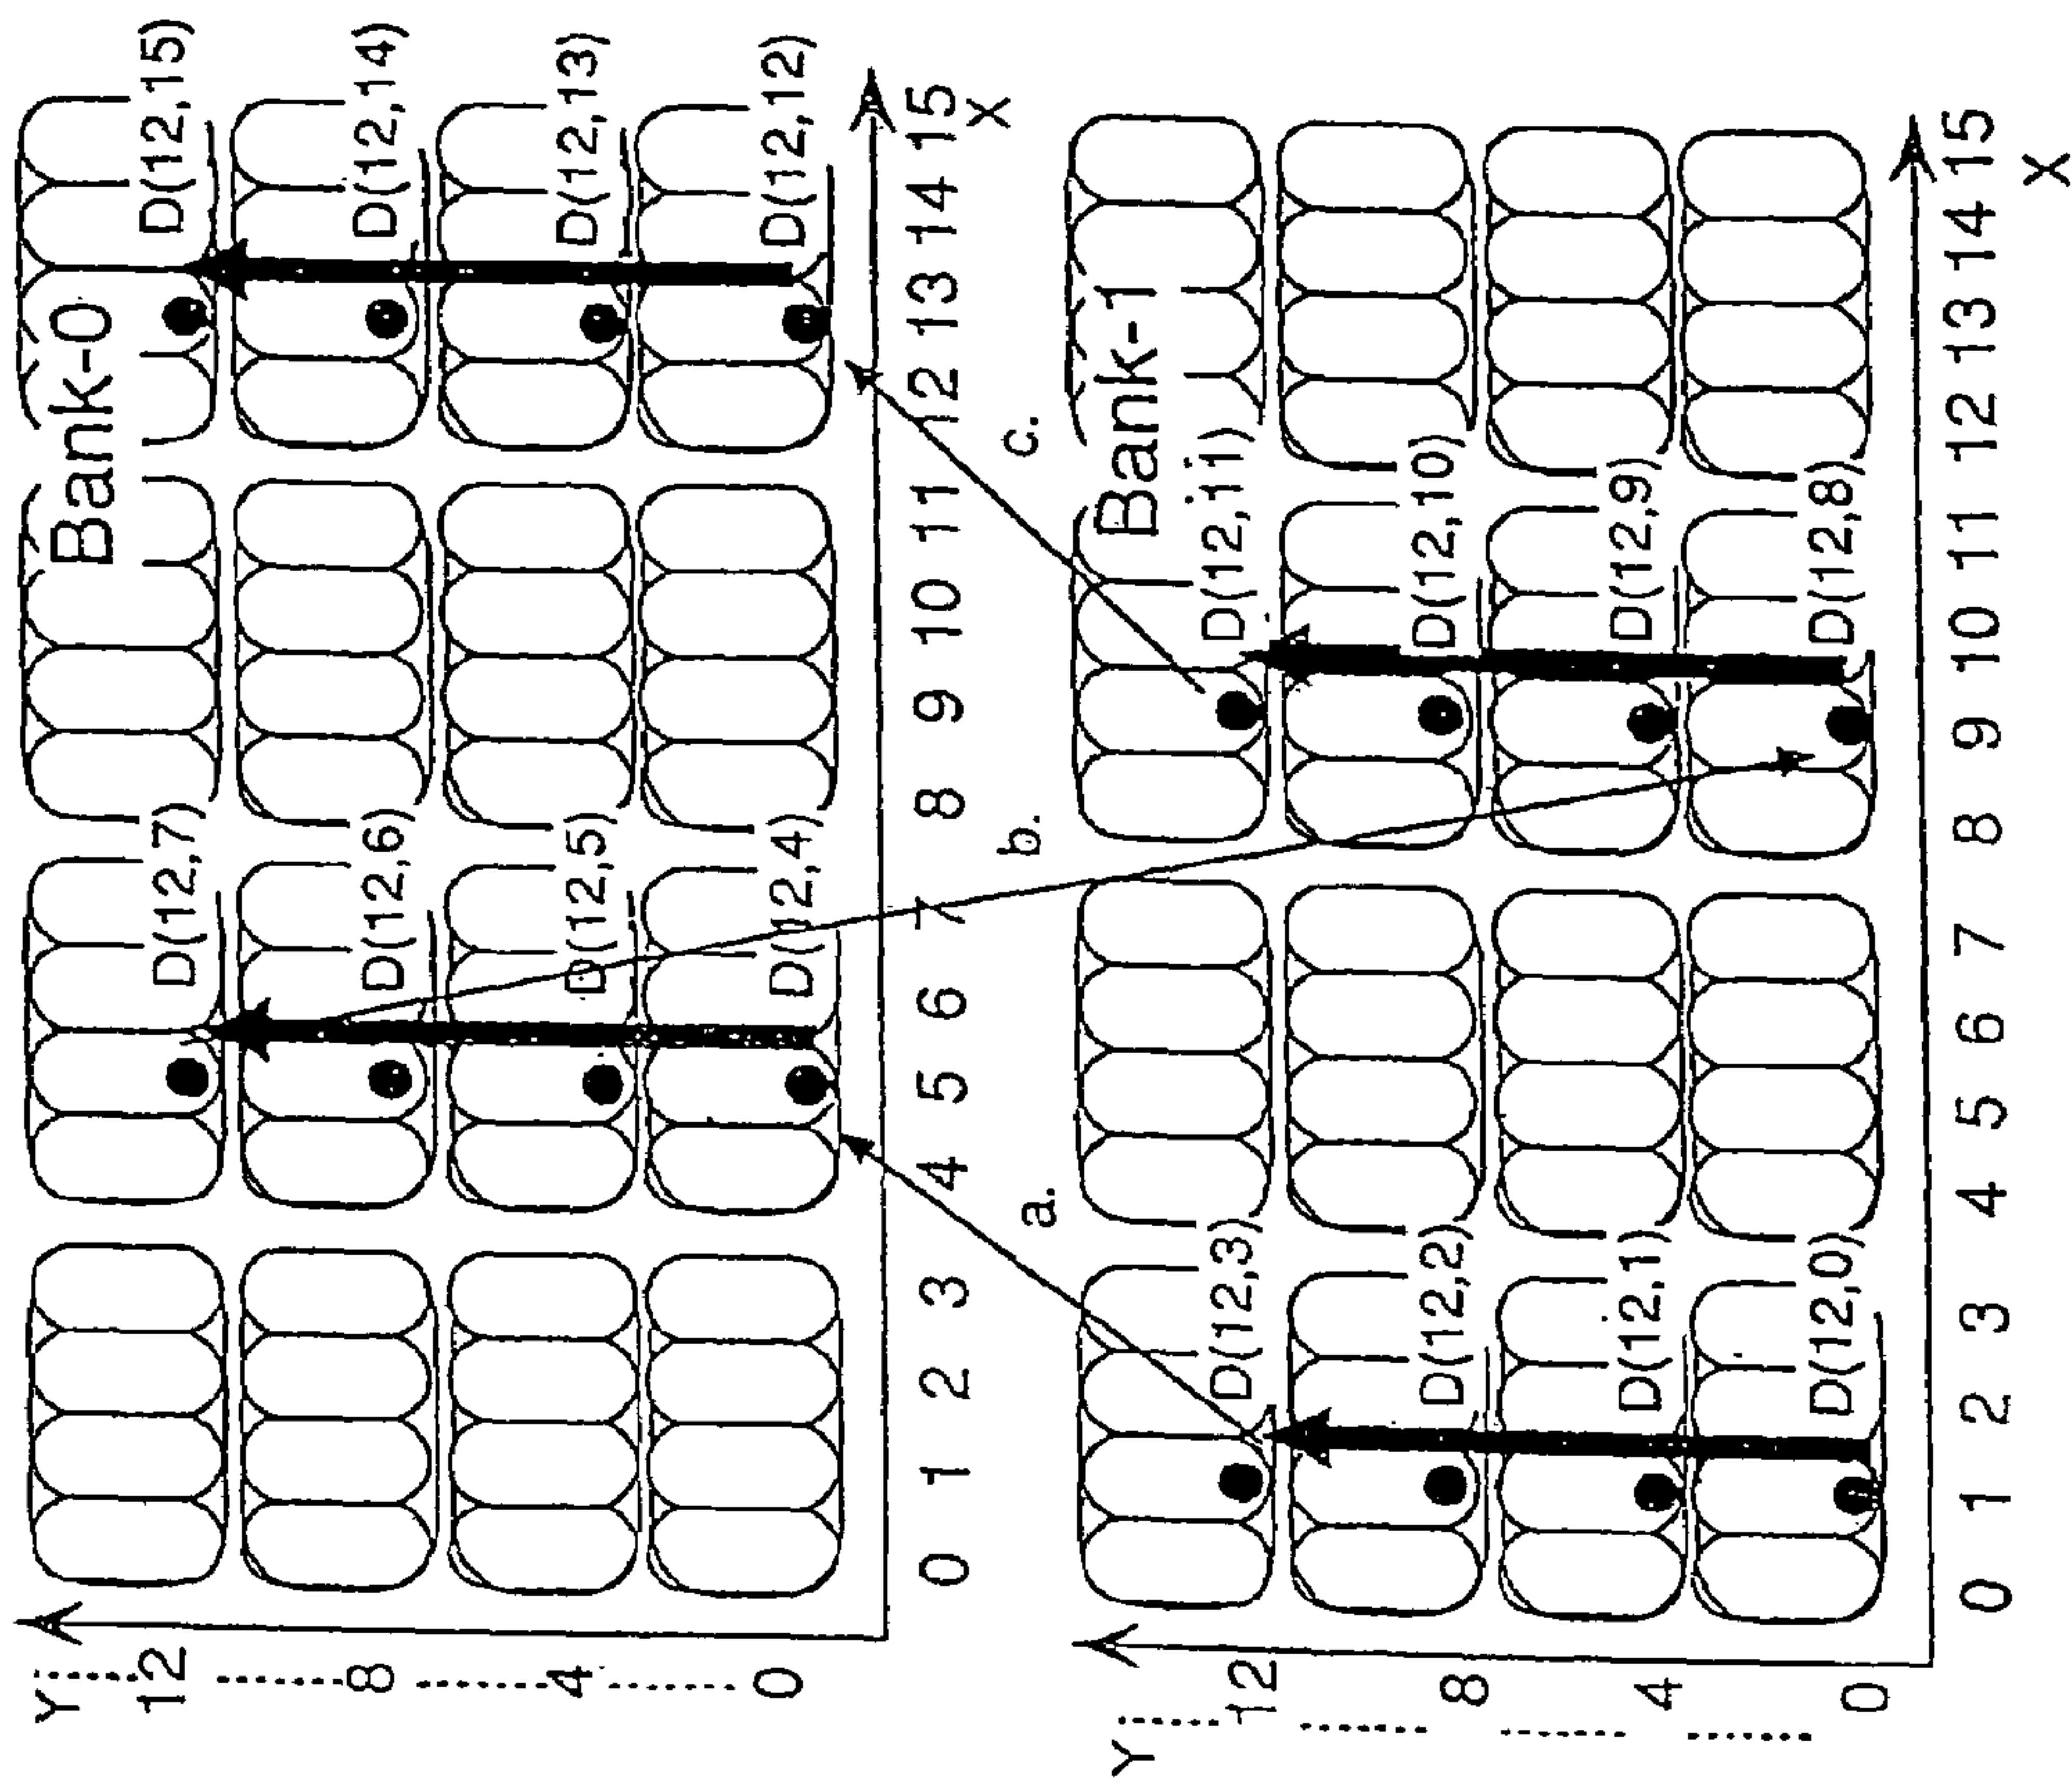 Bank-0
Y
12
8
4
0
D(12,7)
D(12,6)
D(12,5)
D(12,4)
D(12,15)
D(12,14)
D(12,13)
D(12,12)
0 1 2 3 4 5 6 7 8 9 10 11 12 13 14 15
X
a.
b.
c.
Bank-1
Y
12
8
4
0
D(12,3)
D(12,2)
D(12,1)
D(12,0)
D(12,11)
D(12,10)
D(12,9)
D(12,8)
0 1 2 3 4 5 6 7 8 9 10 11 12 13 14 15
X